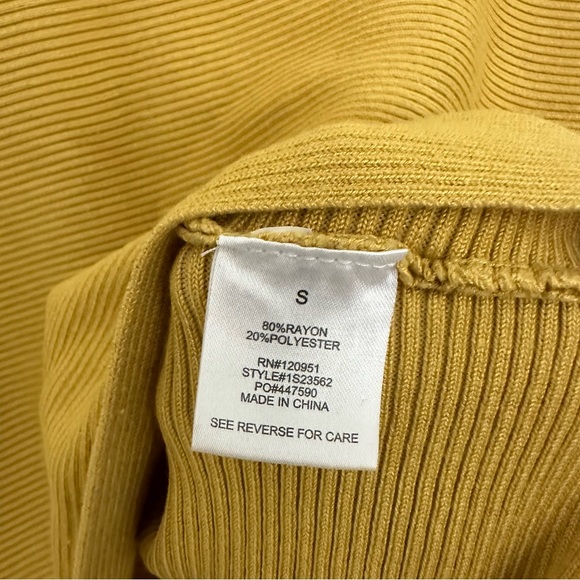 S
80%RAYON
20%POLYESTER
RN#120951
STYLE#1S23562
PO#447590
MADE IN CHINA
SEE REVERSE FOR CARE